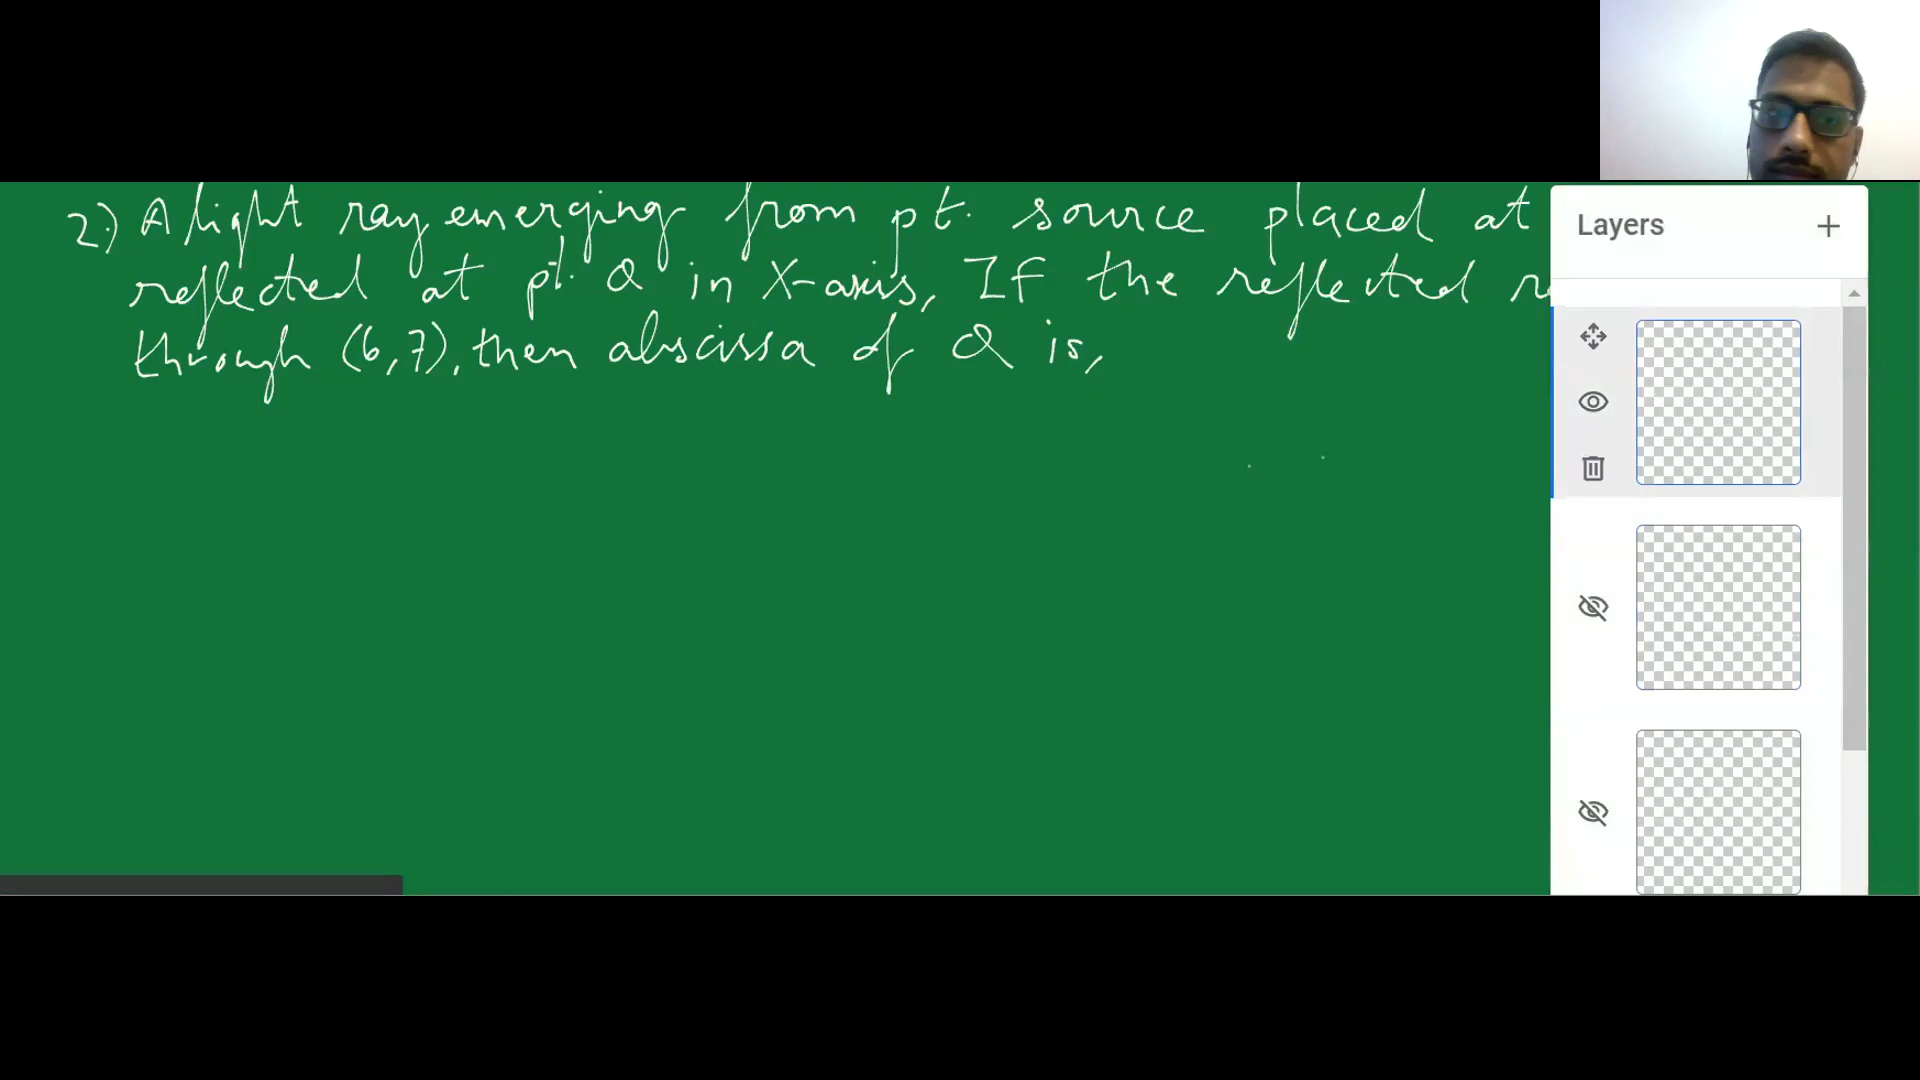 2.) A light ray emerging from pt. source placed at
reflected at pt. Q in X-axis, If the reflected
through (6,7), then abscissa of Q is,
Layers